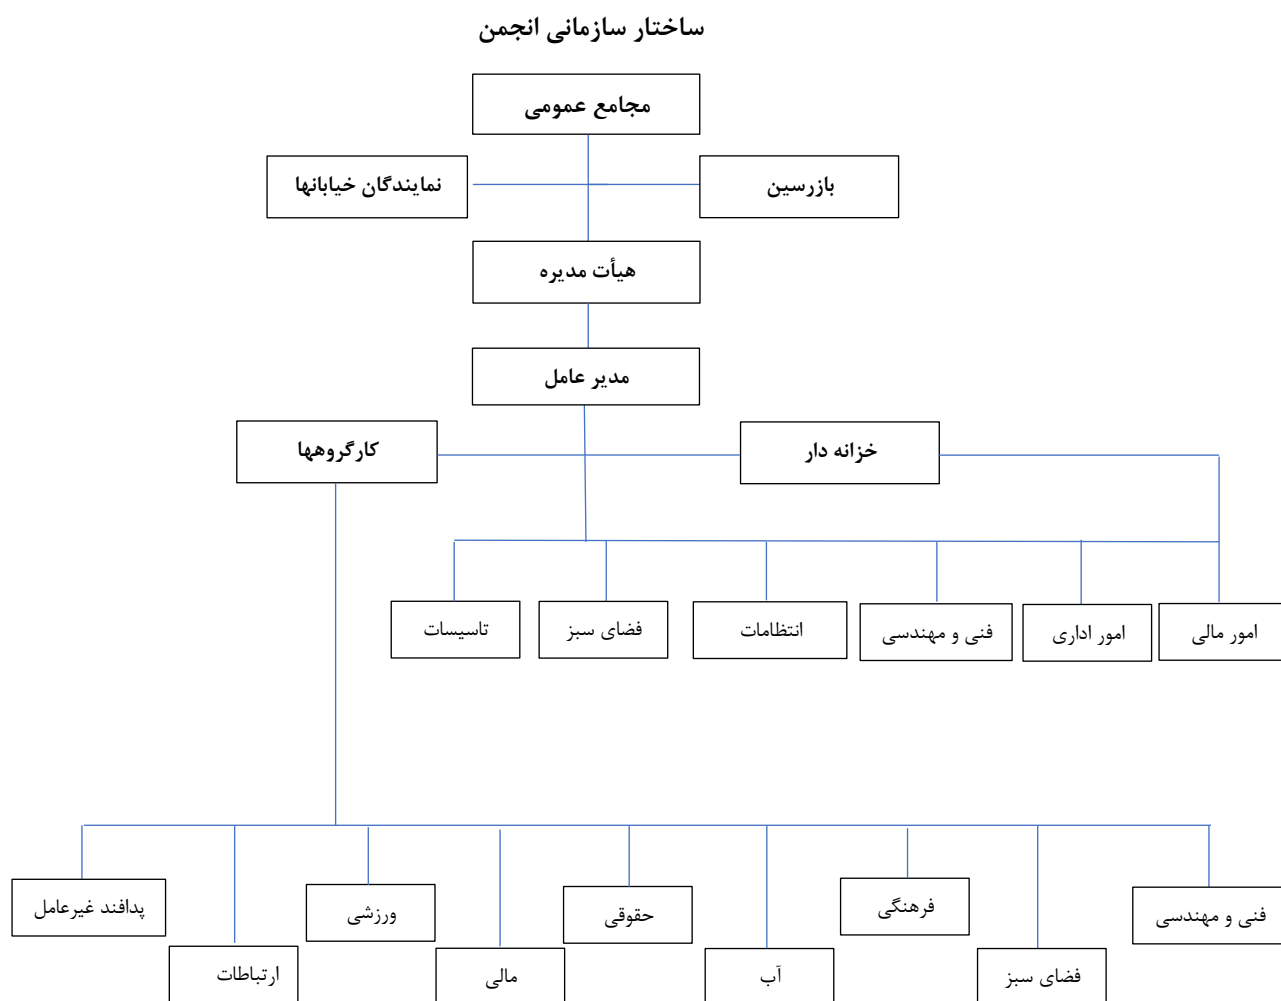 ساختار سازمانی انجمن
مجامع عمومی
بازرسین
نمایندگان خیابانها
هیأت مدیره
مدیر عامل
خزانه دار
کارگروهها
امور مالی
امور اداری
فنی و مهندسی
انتظامات
فضای سبز
تاسیسات
فنی و مهندسی
فضای سبز
فرهنگی
آب
حقوقی
مالی
ورزشی
ارتباطات
پدافند غیرعامل